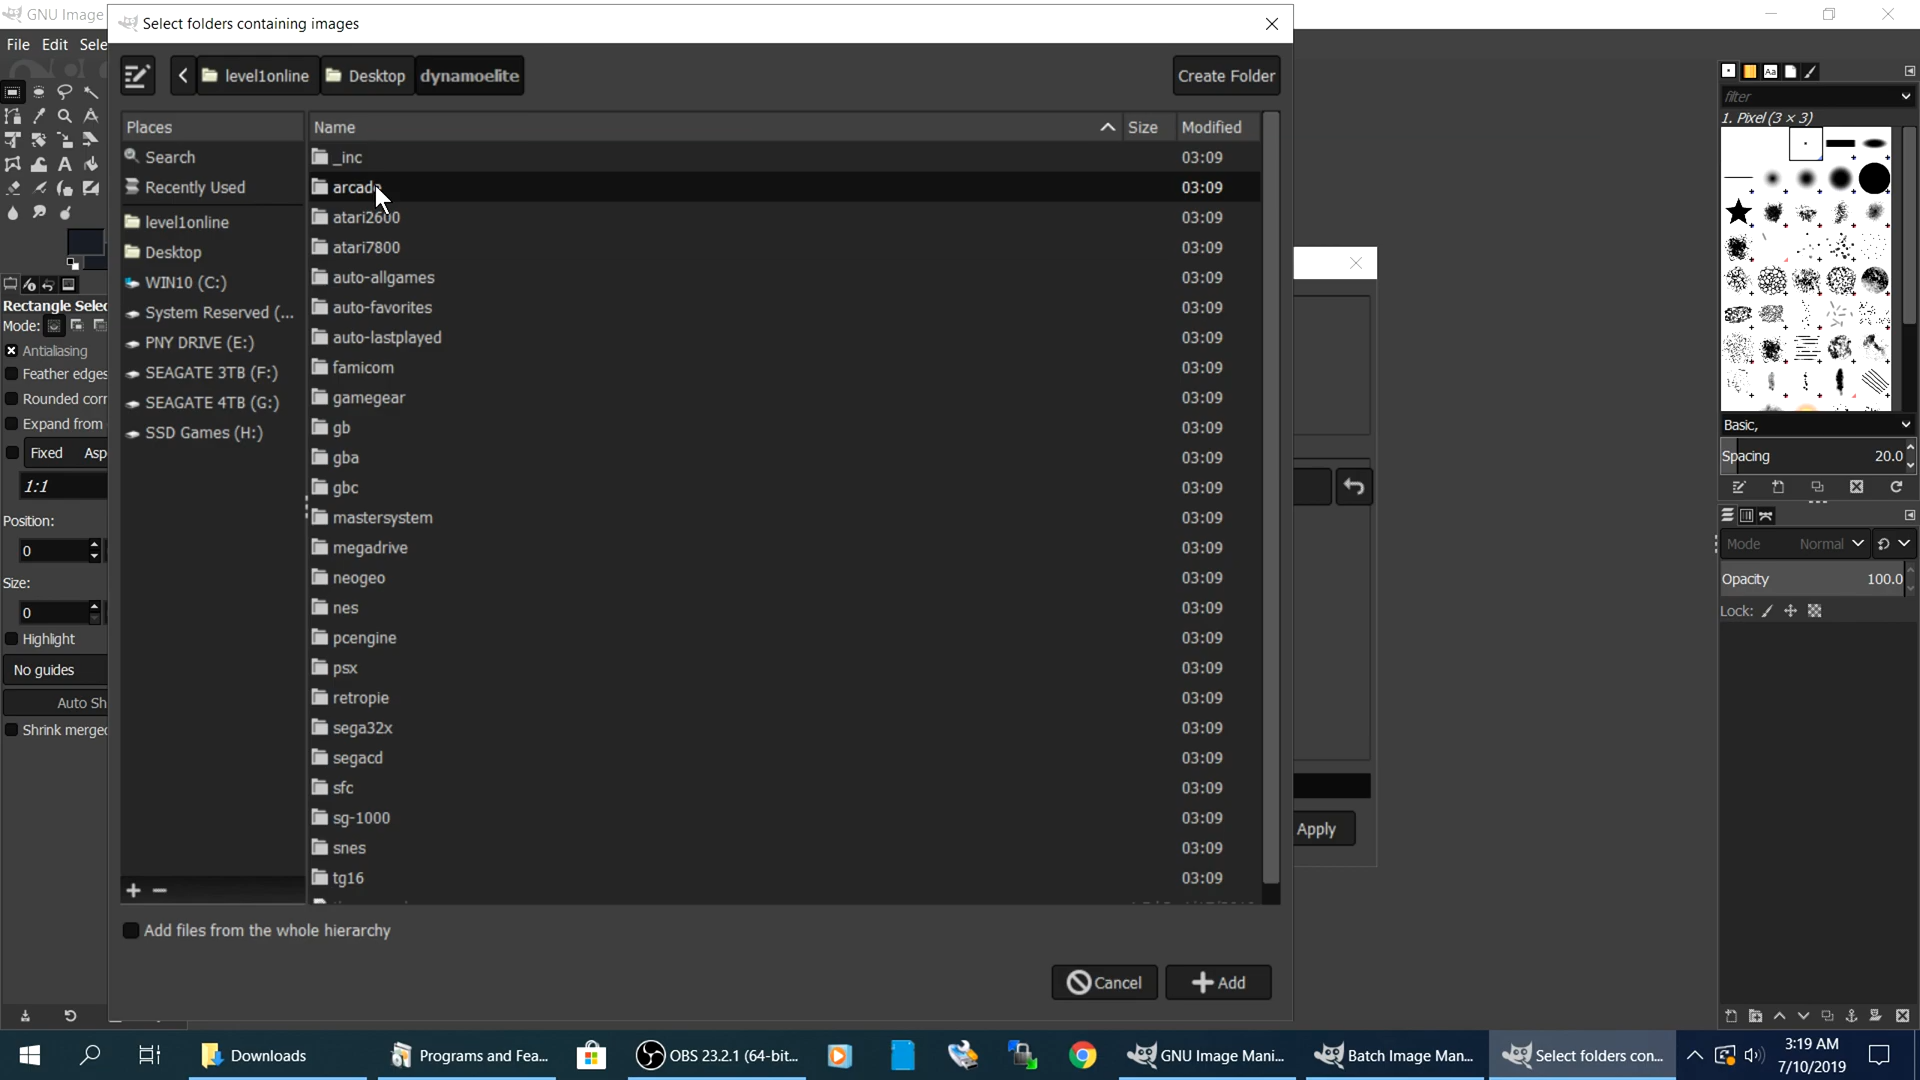 GNU Image
Select folders containing images
File Edit Sele
level1online Desktop dynamoelite
Create Folder
Places
Name
Size
Modified
Search
Recently Used
level1online
Desktop
WIN10 (C:)
System Reserved (...
PNY DRIVE (E:)
SEAGATE 3TB (F:)
SEAGATE 4TB (G:)
SSD Games (H:)
_inc 03:09
arcade 03:09
atari2600 03:09
atari7800 03:09
auto-allgames 03:09
auto-favorites 03:09
auto-lastplayed 03:09
famicom 03:09
gamegear 03:09
gb 03:09
gba 03:09
gbc 03:09
mastersystem 03:09
megadrive 03:09
neogeo 03:09
nes 03:09
pcengine 03:09
psx 03:09
retropie 03:09
sega32x 03:09
segacd 03:09
sfc 03:09
sg-1000 03:09
snes 03:09
tg16 03:09
Add files from the whole hierarchy
Cancel
Add
Apply
Rectangle Selec
Mode:
Antialiasing
Feather edges
Rounded corr
Expand from
Fixed Asp
1:1
Position:
0
Size:
0
Highlight
No guides
Auto Sh
Shrink merged
Aa
filter
1. Pixel (3 × 3)
Basic,
Spacing 20.0
Mode Normal
Opacity 100.0
Lock:
Downloads
Programs and Fea...
OBS 23.2.1 (64-bit...
GNU Image Mani...
Batch Image Man...
Select folders con...
3:19 AM
7/10/2019